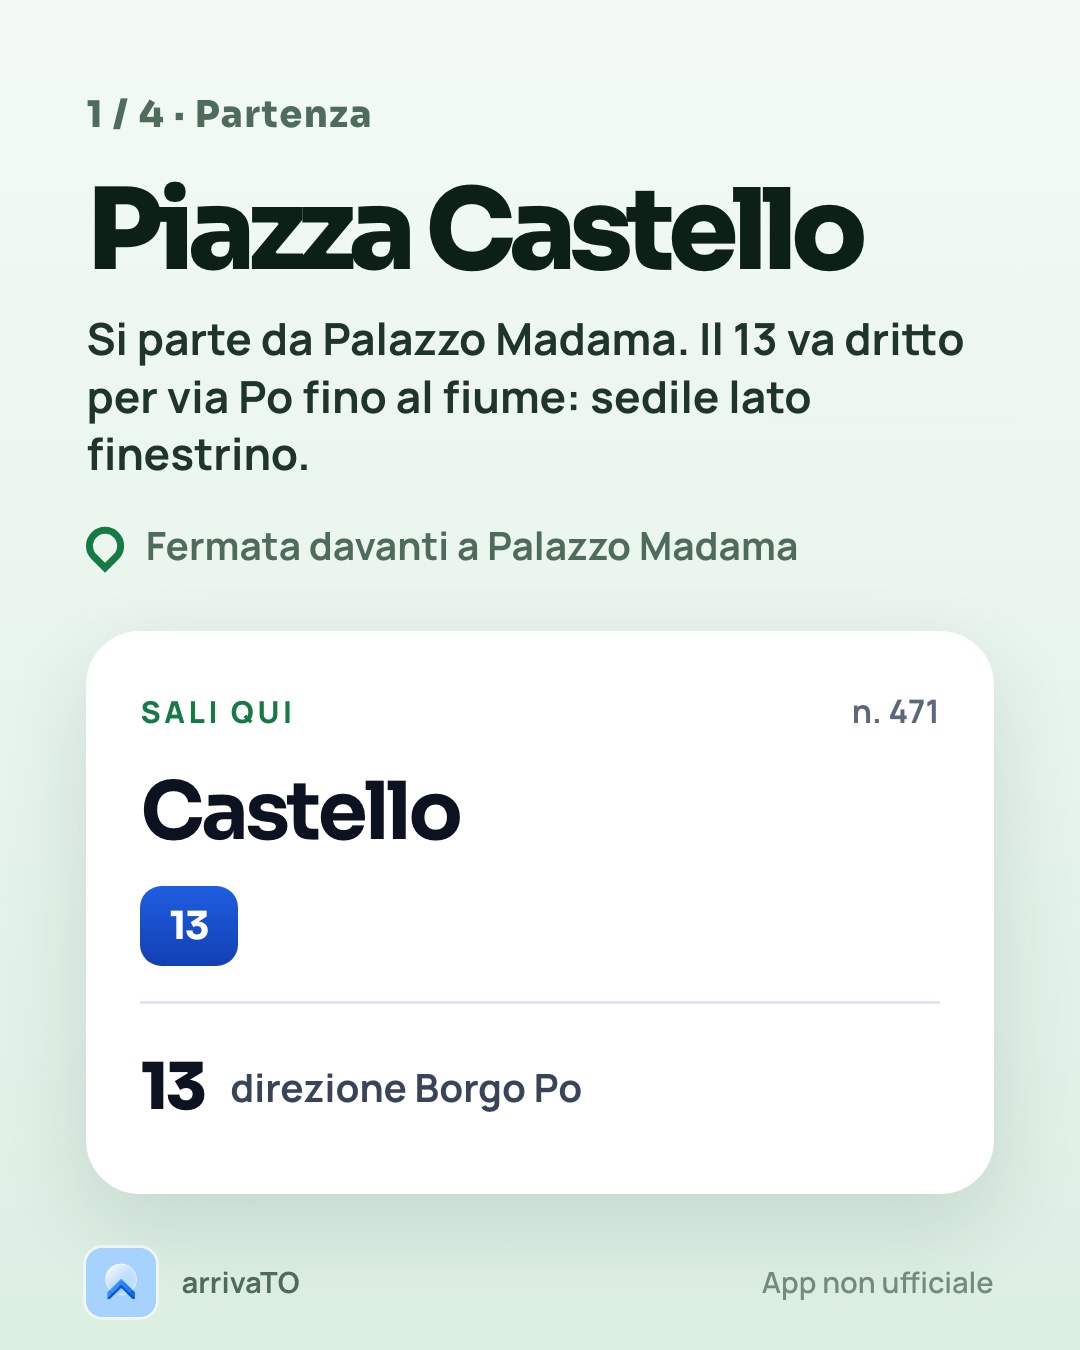 1 / 4 · Partenza
Piazza Castello
Si parte da Palazzo Madama. Il 13 va dritto
per via Po fino al fiume: sedile lato
finestrino.
Fermata davanti a Palazzo Madama
SALI QUI
n. 471
Castello
13
13 direzione Borgo Po
arrivaTO
App non ufficiale